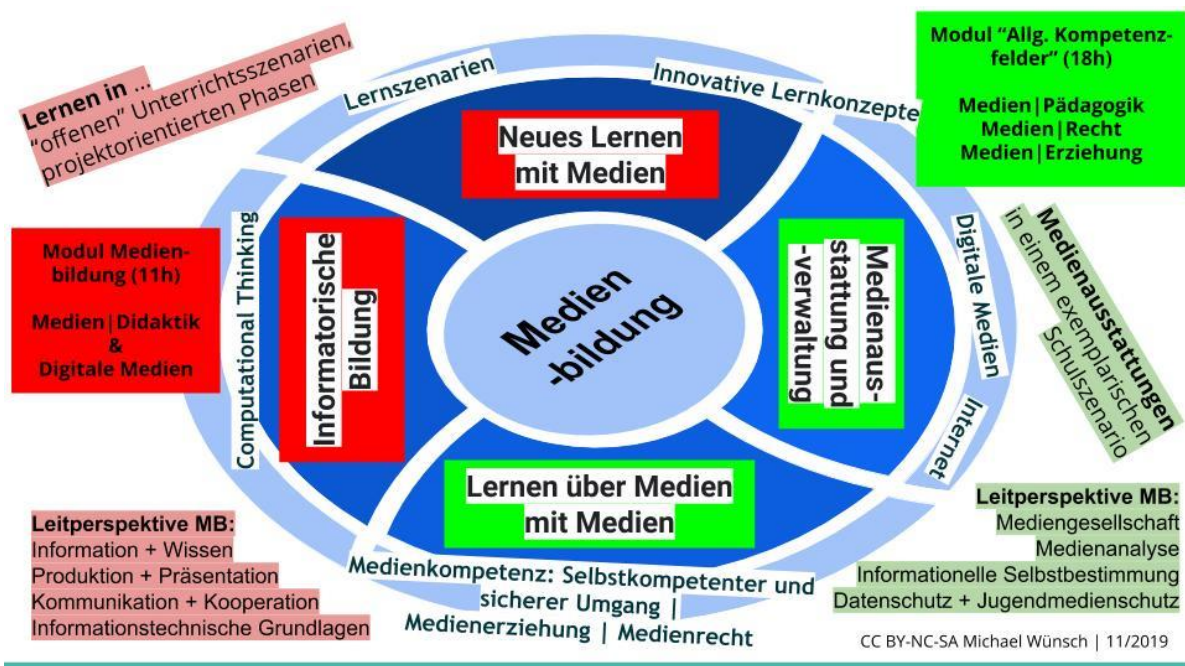 Lernen in ...
“offenen” Unterrichtsszenarien,
projektorientierten Phasen
Lernszenarien
Innovative Lernkonzepte
Modul “Allg. Kompetenz-
felder” (18h)
Medien|Pädagogik
Medien|Recht
Medien|Erziehung
Neues Lernen
mit Medien
Modul Medien-
bildung (11h)
Medien|Didaktik
&
Digitale Medien
Computational Thinking
Informatorische
Bildung
Medien
-bildung
Medienaus-
stattung und
-verwaltung
Digitale Medien
Internet
Medienausstattungen
in einem exemplarischen
Schulszenario
Lernen über Medien
mit Medien
Leitperspektive MB:
Information + Wissen
Produktion + Präsentation
Kommunikation + Kooperation
Informationstechnische Grundlagen
Medienkompetenz: Selbstkompetenter und
sicherer Umgang |
Medienerziehung | Medienrecht
Leitperspektive MB:
Mediengesellschaft
Medienanalyse
Informationelle Selbstbestimmung
Datenschutz + Jugendmedienschutz
CC BY-NC-SA Michael Wünsch | 11/2019